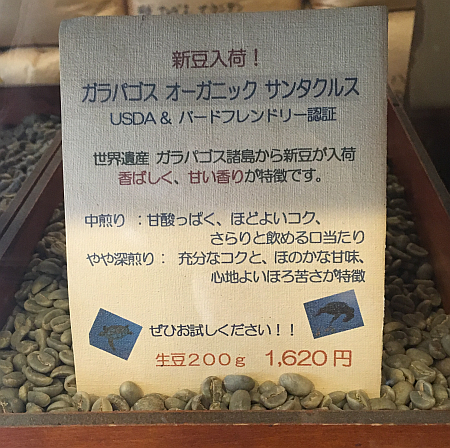 新豆入荷！
ガラパゴス オーガニック サンタクルス
USDA & バードフレンドリー認証
世界遺産 ガラパゴス諸島から新豆が入荷
香ばしく、甘い香りが特徴です。
中煎り ：甘酸っぱく、ほどよいコク、
さらりと飲める口当たり
やや深煎り： 充分なコクと、ほのかな甘味、
心地よいほろ苦さが特徴
ぜひお試しください！！
生豆200g 1,620円